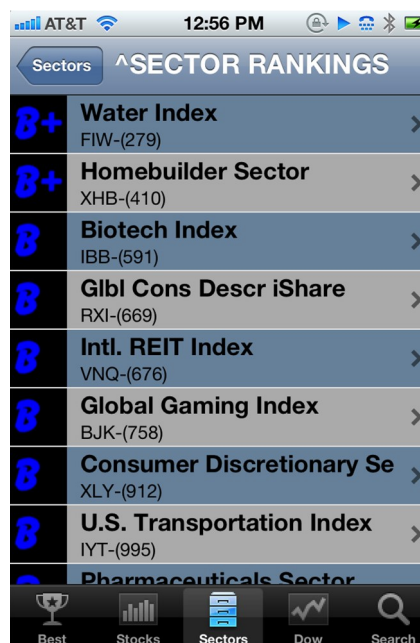 AT&T 12:56 PM
Sectors ^SECTOR RANKINGS
B+ Water Index
FIW-(279)
B+ Homebuilder Sector
XHB-(410)
B Biotech Index
IBB-(591)
B Glbl Cons Descr iShare
RXI-(669)
B Intl. REIT Index
VNQ-(676)
B Global Gaming Index
BJK-(758)
B Consumer Discretionary Se
XLY-(912)
B U.S. Transportation Index
IYT-(995)
B Pharmaceuticals Sector
Best Stocks Sectors Dow Search